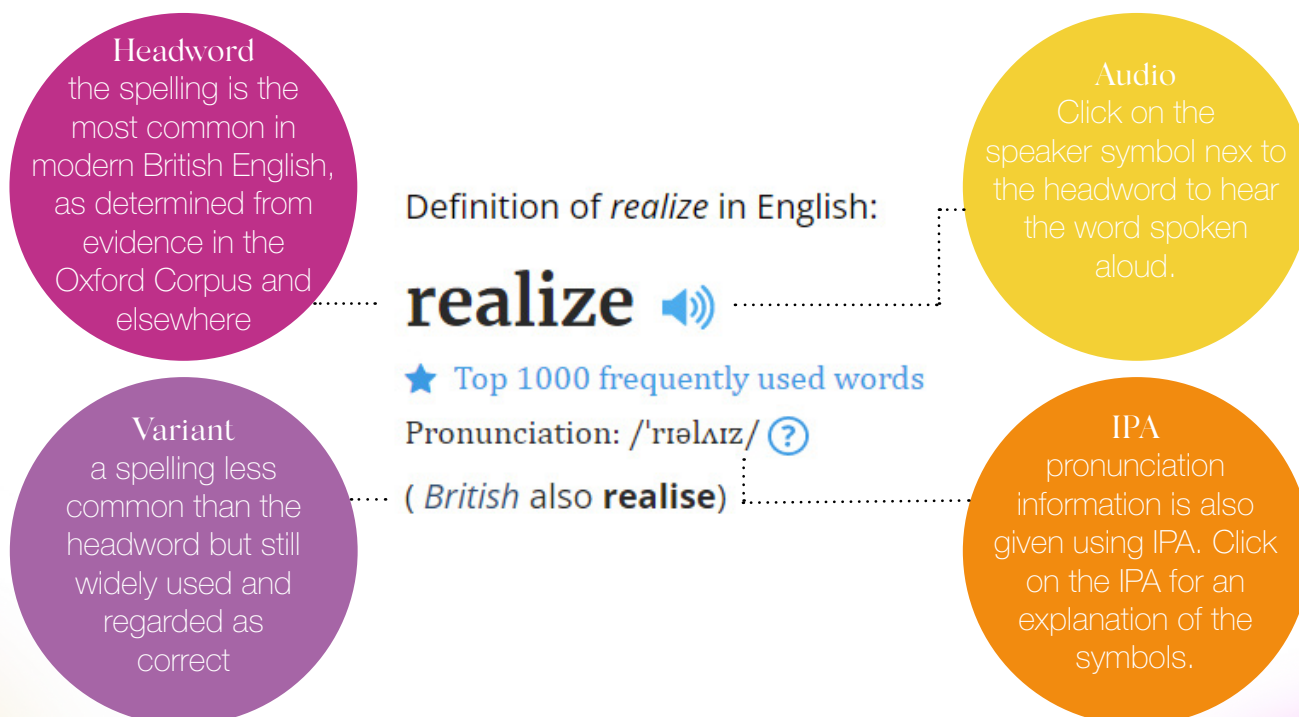 Headword
the spelling is the
most common in
modern British English,
as determined from
evidence in the
Oxford Corpus and
elsewhere
Audio
Click on the
speaker symbol nex to
the headword to hear
the word spoken
aloud.
Definition of realize in English:
realize
Top 1000 frequently used words
Pronunciation: /ˈrɪəlʌɪz/ ?
( British also realise)
Variant
a spelling less
common than the
headword but still
widely used and
regarded as
correct
IPA
pronunciation
information is also
given using IPA. Click
on the IPA for an
explanation of the
symbols.